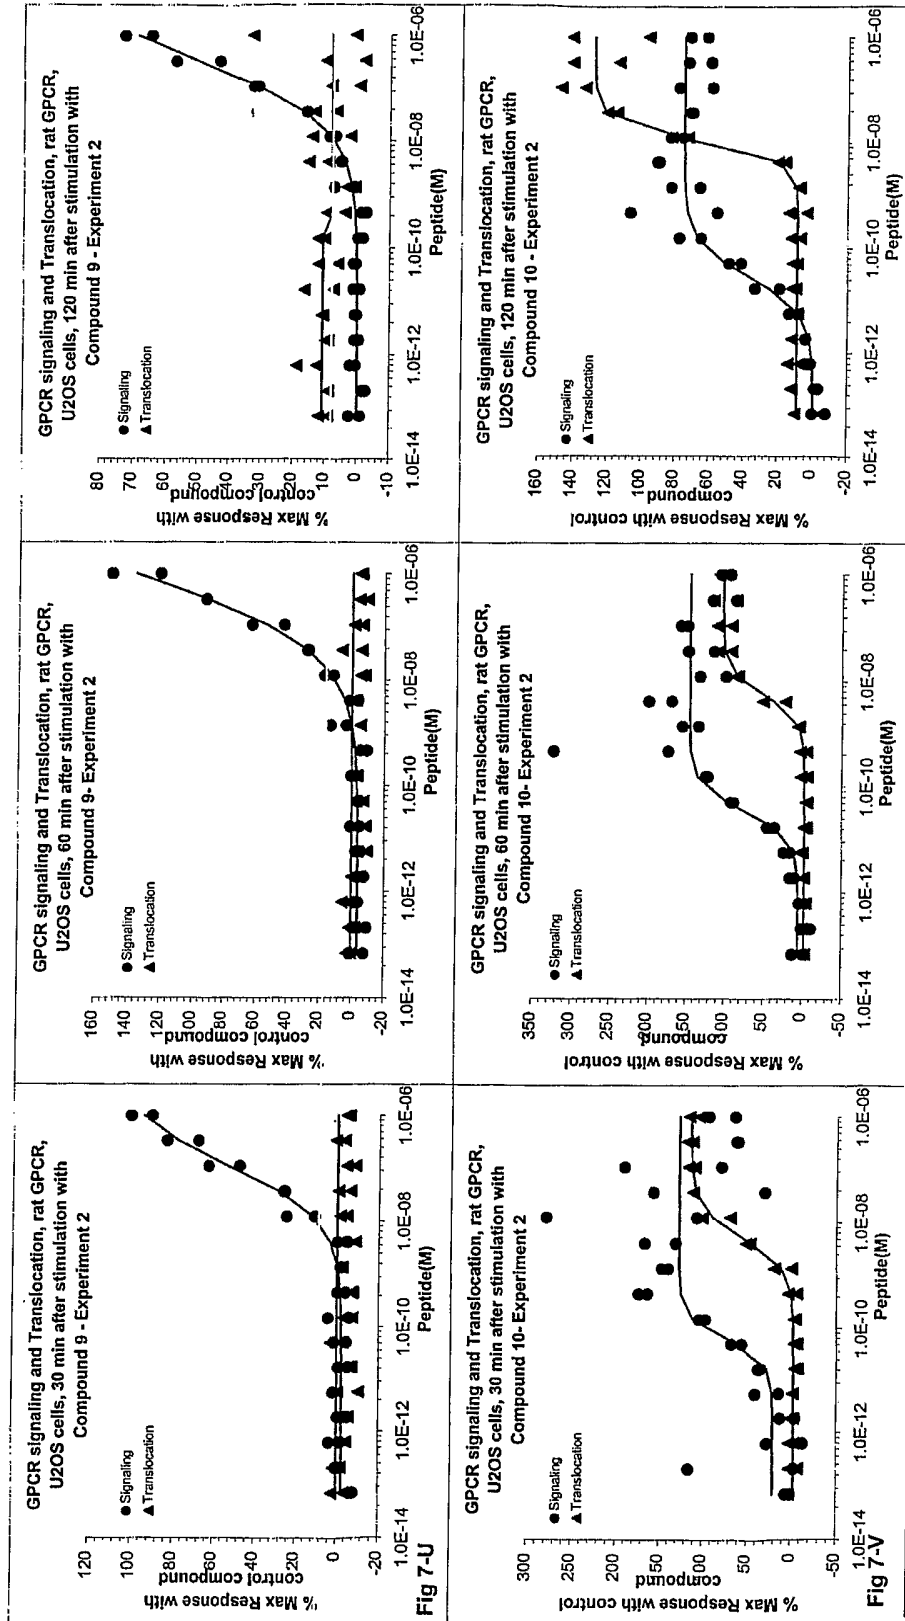 GPCR signaling and Translocation, rat GPCR,
U2OS cells, 30 min after stimulation with
Compound 9 - Experiment 2
● Signaling
▲ Translocation
% Max Response with
control compound
120
100
80
60
40
20
0
-20
1.0E-14
1.0E-12
1.0E-10
1.0E-08
1.0E-06
Peptide(M)
Fig 7-U
GPCR signaling and Translocation, rat GPCR,
U2OS cells, 60 min after stimulation with
Compound 9- Experiment 2
● Signaling
▲ Translocation
% Max Response with
control compound
160
140
120
100
80
60
40
20
0
-20
1.0E-14
1.0E-12
1.0E-10
1.0E-08
1.0E-06
Peptide(M)
GPCR signaling and Translocation, rat GPCR,
U2OS cells, 120 min after stimulation with
Compound 9 - Experiment 2
● Signaling
▲ Translocation
% Max Response with
control compound
80
70
60
50
40
30
20
10
0
-10
1.0E-14
1.0E-12
1.0E-10
1.0E-08
1.0E-06
Peptide(M)
GPCR signaling and Translocation, rat GPCR,
U2OS cells, 30 min after stimulation with
Compound 10- Experiment 2
● Signaling
▲ Translocation
% Max Response with control
compound
300
250
200
150
100
50
0
-50
1.0E-14
1.0E-12
1.0E-10
1.0E-08
1.0E-06
Peptide(M)
Fig 7-V
GPCR signaling and Translocation, rat GPCR,
U2OS cells, 60 min after stimulation with
Compound 10- Experiment 2
● Signaling
▲ Translocation
% Max Response with control
compound
350
300
250
200
150
100
50
0
-50
1.0E-14
1.0E-12
1.0E-10
1.0E-08
1.0E-06
Peptide(M)
GPCR signaling and Translocation, rat GPCR,
U2OS cells, 120 min after stimulation with
Compound 10 - Experiment 2
● Signaling
▲ Translocation
% Max Response with control
compound
160
140
120
100
80
60
40
20
0
-20
1.0E-14
1.0E-12
1.0E-10
1.0E-08
1.0E-06
Peptide(M)